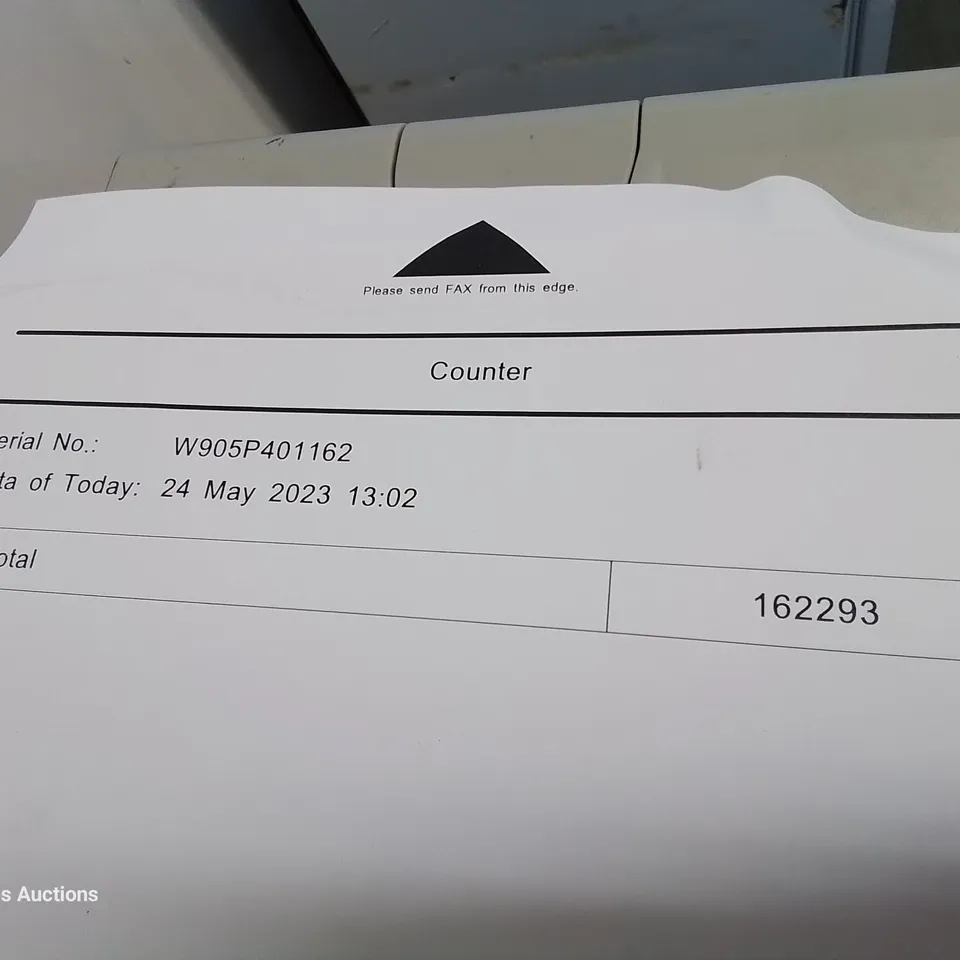 Please send FAX from this edge.
Counter
erial No.: W905P401162
ta of Today: 24 May 2023 13:02
otal 162293
s Auctions